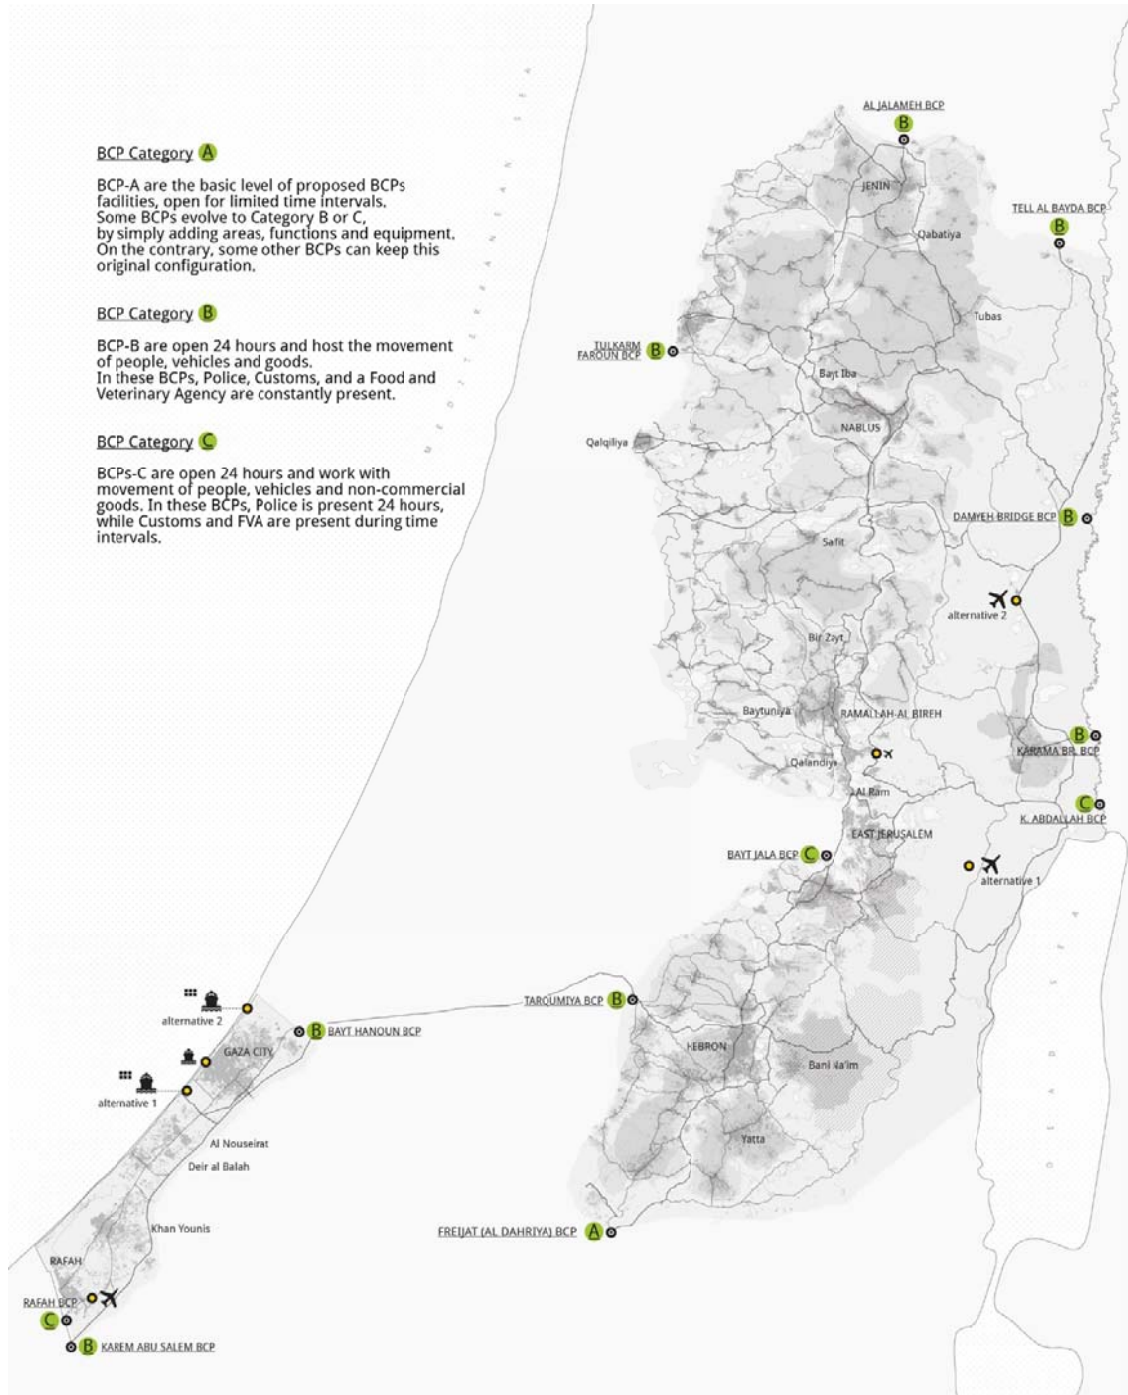 BCP Category A
BCP-A are the basic level of proposed BCPs
facilities, open for limited time intervals.
Some BCPs evolve to Category B or C,
by simply adding areas, functions and equipment.
On the contrary, some other BCPs can keep this
original configuration.
BCP Category B
BCP-B are open 24 hours and host the movement
of people, vehicles and goods.
In these BCPs, Police, Customs, and a Food and
Veterinary Agency are constantly present.
BCP Category C
BCPs-C are open 24 hours and work with
movement of people, vehicles and non-commercial
goods. In these BCPs, Police is present 24 hours,
while Customs and FVA are present during time
intervals.
AL JALAMEH BCP
B
JENIN
TELL AL BAYDA BCP
B
Qabatiya
Tubas
TULKARM
FAROUN BCP B
Bayt Iba
NABLUS
Qalqiliya
DAMYEH BRIDGE BCP B
Salfit
alternative 2
Bir Zayt
Baytuniya
RAMALLAH-AL BIREH
B
KARAMA BR. BCP
Qalandiya
Al Ram
C
K. ABDALLAH BCP
EAST JERUSALEM
BAYT JALA BCP C
alternative 1
D E A D S E A
TARQUMIYA BCP B
alternative 2
B BAYT HANOUN BCP
GAZA CITY
HEBRON
Bani Na'im
alternative 1
Al Nouseirat
Yatta
Deir al Balah
Khan Younis
FREIJAT (AL DAHRIYA) BCP A
RAFAH
RAFAH BCP
C
B KAREM ABU SALEM BCP